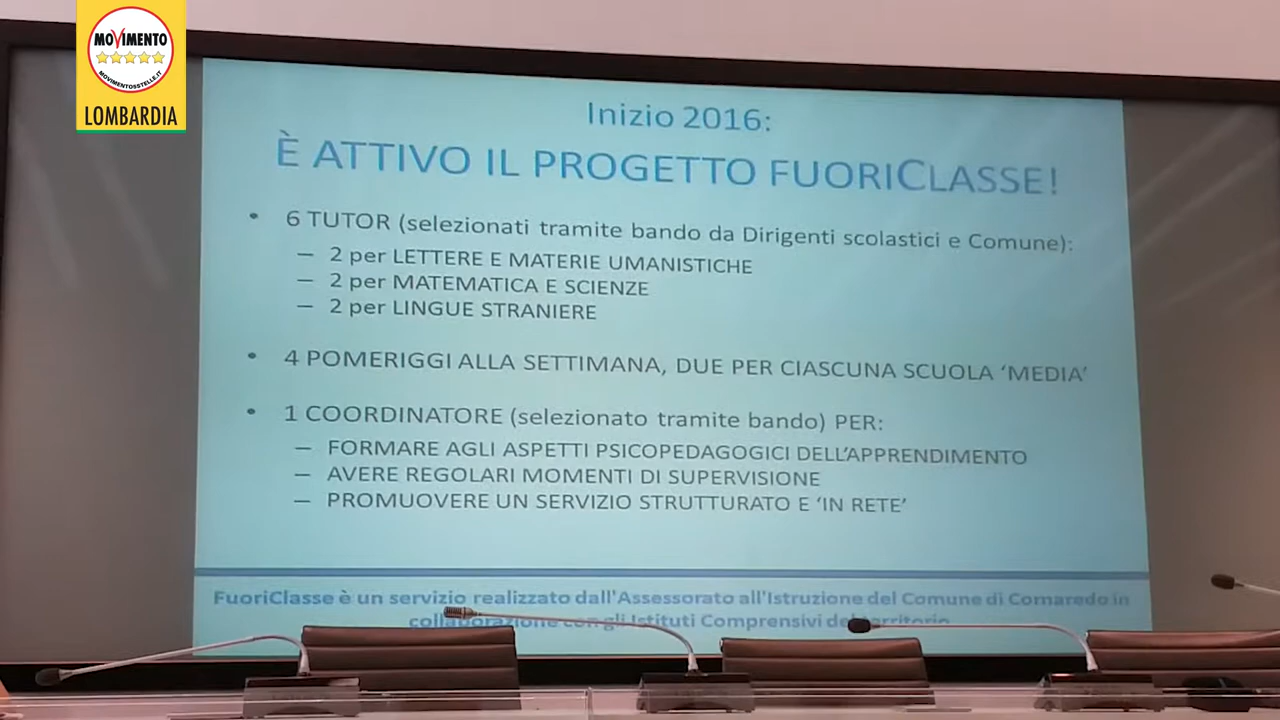 MOVIMENTO
MOVIMENTO5STELLE.IT
LOMBARDIA
Inizio 2016:
È ATTIVO IL PROGETTO FUORICLASSE!
• 6 TUTOR (selezionati tramite bando da Dirigenti scolastici e Comune):
– 2 per LETTERE E MATERIE UMANISTICHE
– 2 per MATEMATICA E SCIENZE
– 2 per LINGUE STRANIERE
• 4 POMERIGGI ALLA SETTIMANA, DUE PER CIASCUNA SCUOLA ‘MEDIA’
• 1 COORDINATORE (selezionato tramite bando) PER:
– FORMARE AGLI ASPETTI PSICOPEDAGOGICI DELL’APPRENDIMENTO
– AVERE REGOLARI MOMENTI DI SUPERVISIONE
– PROMUOVERE UN SERVIZIO STRUTTURATO E ‘IN RETE’
FuoriClasse è un servizio realizzato dall'Assessorato all'Istruzione del Comune di Cornaredo in
collaborazione con gli Istituti Comprensivi del territorio